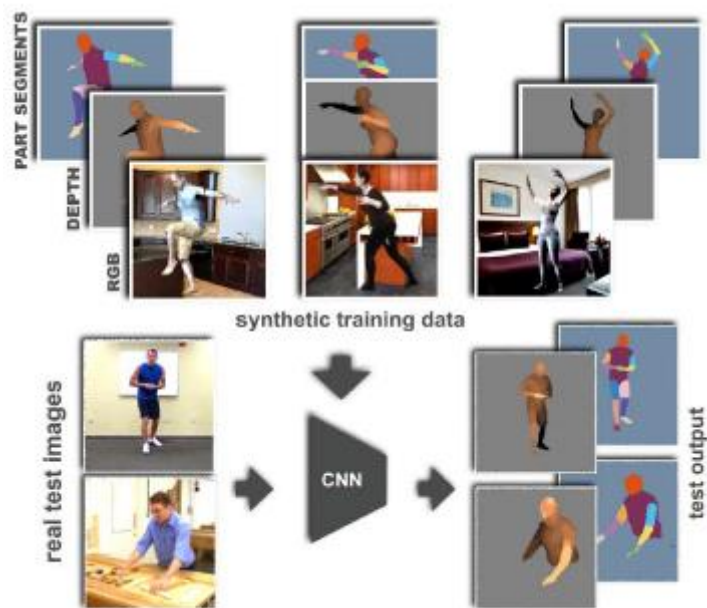 PART SEGMENTS
DEPTH
RGB
synthetic training data
real test images
CNN
test output